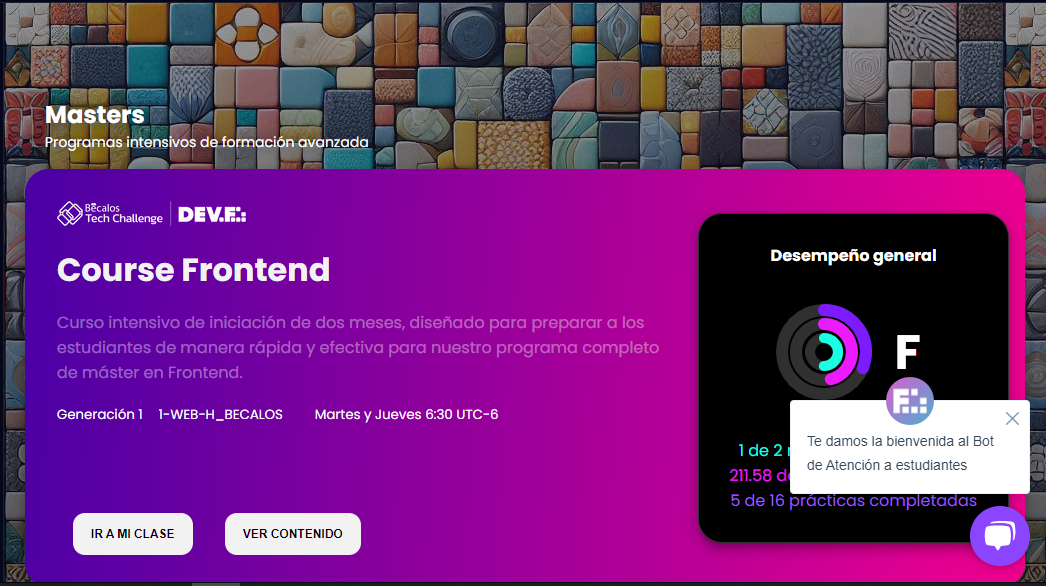 Masters
Programas intensivos de formación avanzada
Bécalos
Tech Challenge
DEV.F.:
Course Frontend
Curso intensivo de iniciación de dos meses, diseñado para preparar a los
estudiantes de manera rápida y efectiva para nuestro programa completo
de máster en Frontend.
Generación 1 1-WEB-H_BECALOS Martes y Jueves 6:30 UTC-6
IR A MI CLASE
VER CONTENIDO
Desempeño general
F
1 de 2
211.58
5 de 16 prácticas completadas
F
Te damos la bienvenida al Bot
de Atención a estudiantes